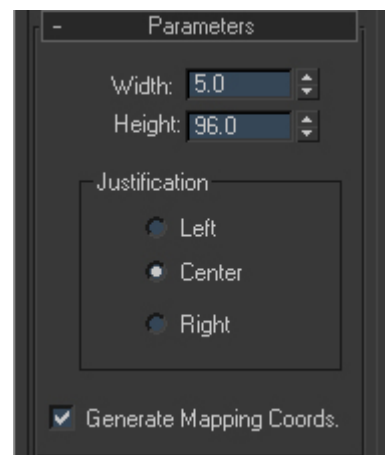 - Parameters
Width: 5.0
Height: 96.0
Justification
Left
Center
Right
Generate Mapping Coords.